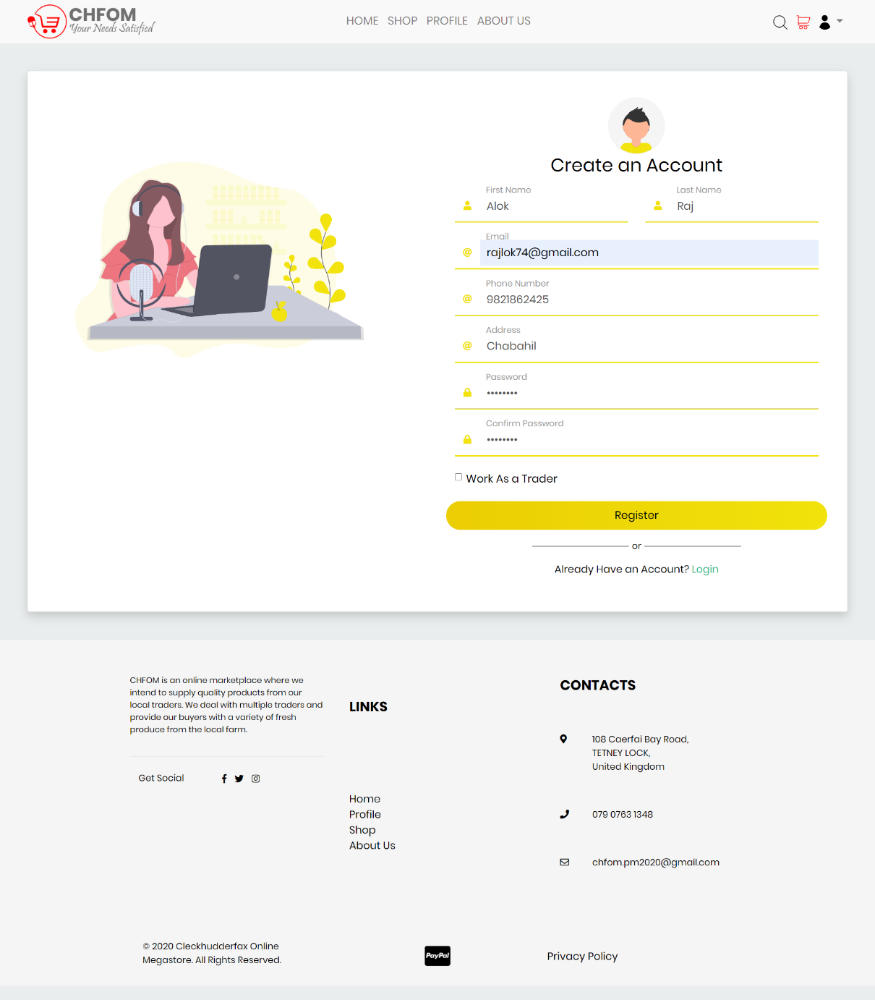 CHFOM
Your Needs Satisfied
HOME SHOP PROFILE ABOUT US
Create an Account
First Name
Alok
Last Name
Raj
Email
@ rajlok74@gmail.com
Phone Number
@ 9821862425
Address
@ Chabahil
Password
••••••••
Confirm Password
••••••••
Work As a Trader
Register
or
Already Have an Account? Login
CHFOM is an online marketplace where we
intend to supply quality products from our
local traders. We deal with multiple traders and
provide our buyers with a variety of fresh
produce from the local farm.
Get Social
LINKS
Home
Profile
Shop
About Us
CONTACTS
108 Caerfai Bay Road,
TETNEY LOCK,
United Kingdom
079 0763 1348
chfom.pm2020@gmail.com
© 2020 Cleckhudderfax Online
Megastore. All Rights Reserved.
PayPal
Privacy Policy